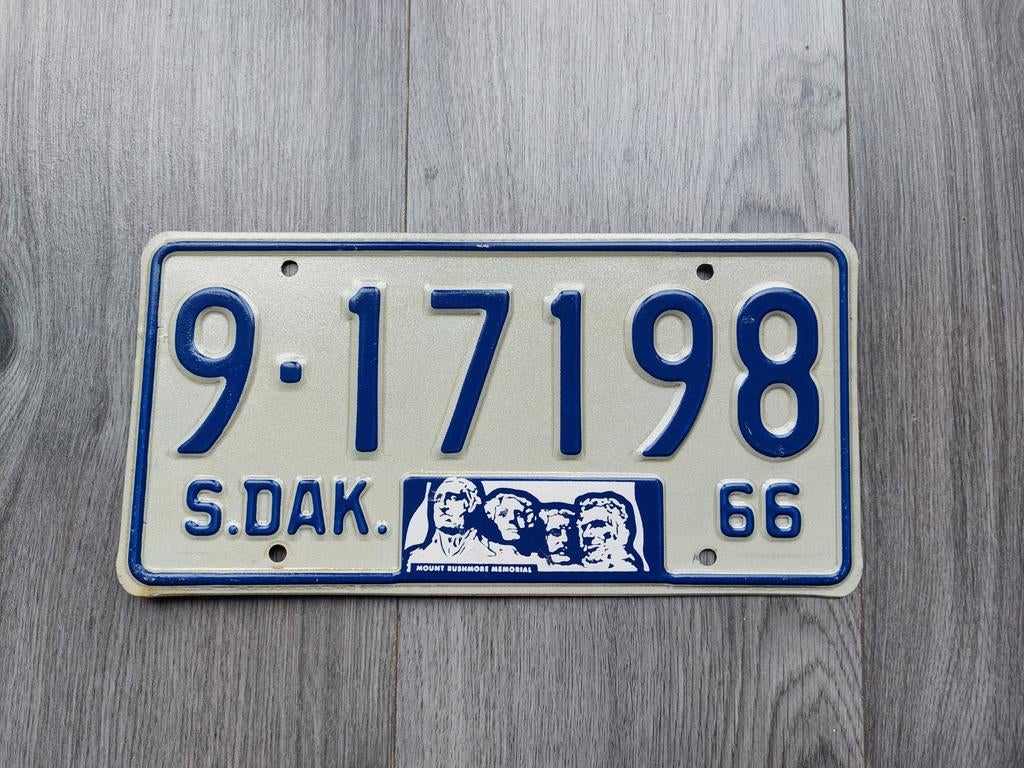 9·17198
S.DAK. 66
MOUNT RUSHMORE MEMORIAL